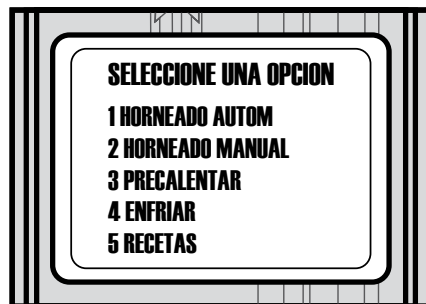 SELECCIONE UNA OPCION
1 HORNEADO AUTOM
2 HORNEADO MANUAL
3 PRECALENTAR
4 ENFRIAR
5 RECETAS